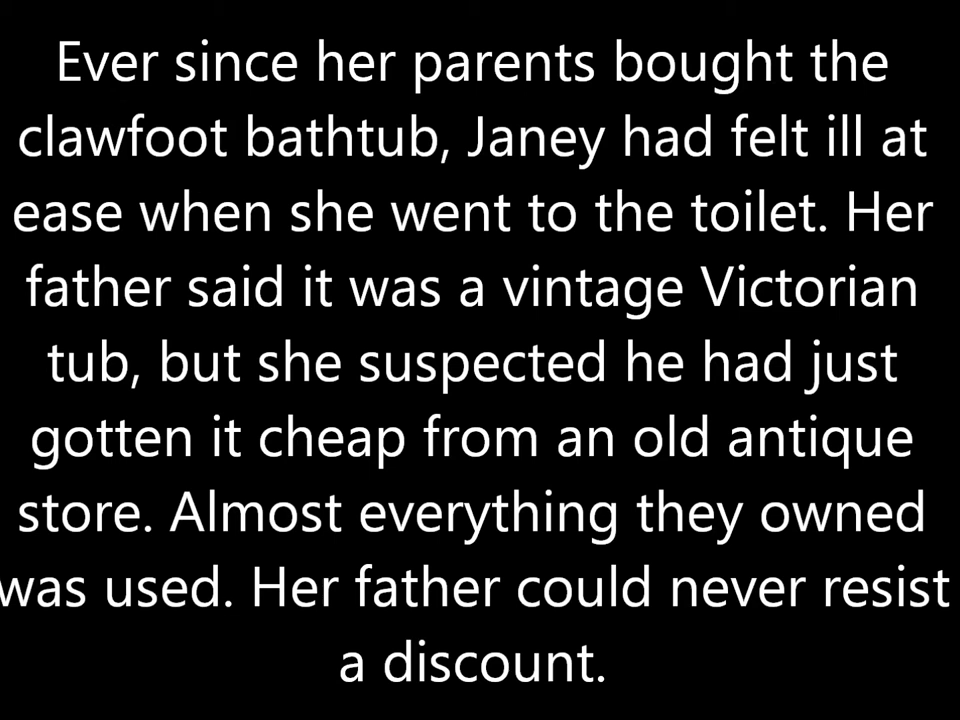 Ever since her parents bought the
clawfoot bathtub, Janey had felt ill at
ease when she went to the toilet. Her
father said it was a vintage Victorian
tub, but she suspected he had just
gotten it cheap from an old antique
store. Almost everything they owned
was used. Her father could never resist
a discount.